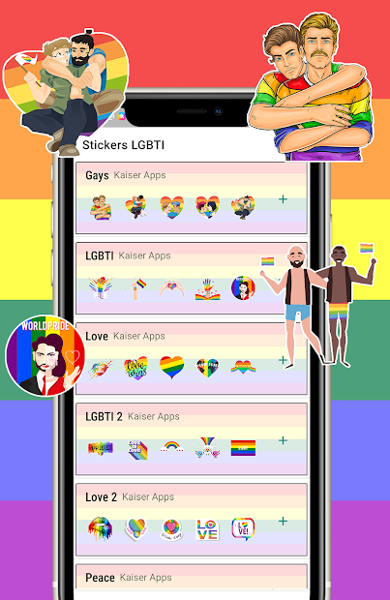 Stickers LGBTI
Gays Kaiser Apps
LGBTI Kaiser Apps
Love Kaiser Apps
WORLDPRIDE
LGBTI 2 Kaiser Apps
Love 2 Kaiser Apps
LOVE
LOVE!
Peace Kaiser Apps